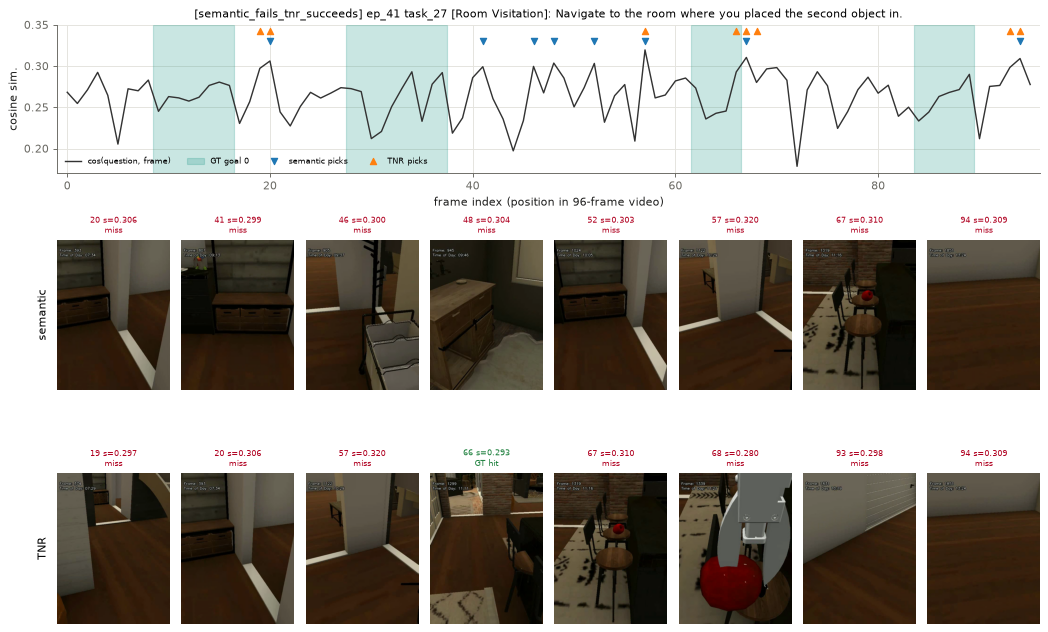 [semantic_fails_tnr_succeeds] ep_41 task_27 [Room Visitation]: Navigate to the room where you placed the second object in.
0.35
0.30
0.25
0.20
cosine sim.
cos(question, frame)
GT goal 0
semantic picks
TNR picks
0
20
40
60
80
frame index (position in 96-frame video)
20 s=0.306
miss
41 s=0.299
miss
46 s=0.300
miss
48 s=0.304
miss
52 s=0.303
miss
57 s=0.320
miss
67 s=0.310
miss
94 s=0.309
miss
semantic
19 s=0.297
miss
20 s=0.306
miss
57 s=0.320
miss
66 s=0.293
GT hit
67 s=0.310
miss
68 s=0.280
miss
93 s=0.298
miss
94 s=0.309
miss
TNR